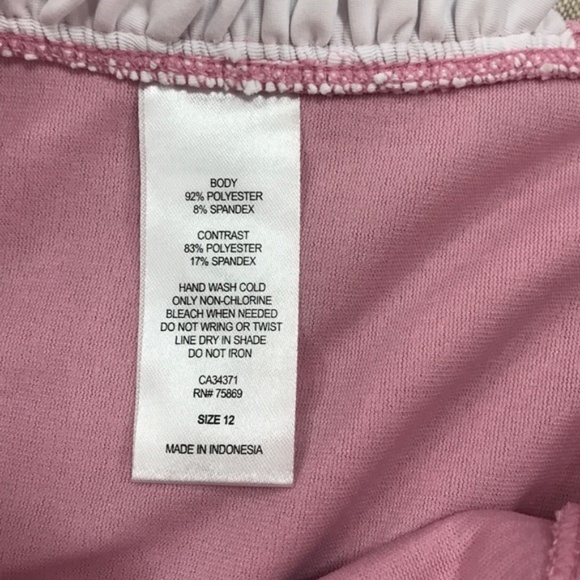 BODY
92% POLYESTER
8% SPANDEX
CONTRAST
83% POLYESTER
17% SPANDEX
HAND WASH COLD
ONLY NON-CHLORINE
BLEACH WHEN NEEDED
DO NOT WRING OR TWIST
LINE DRY IN SHADE
DO NOT IRON
CA34371
RN# 75869
SIZE 12
MADE IN INDONESIA